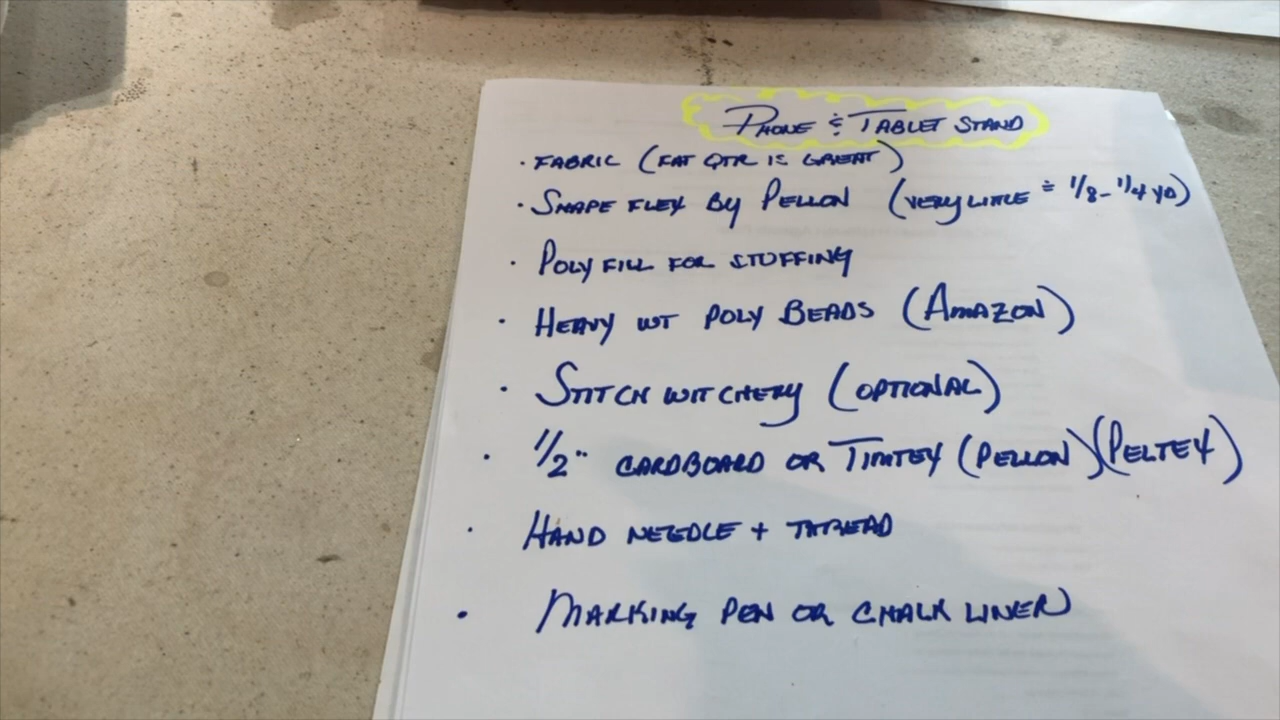 PHONE & TABLET STAND
• FABRIC (FAT QTR IS GREAT)
• SHAPE FLEX BY PELLON (VERY LITTLE ÷ 1/8-1/4 YD)
• POLY FILL FOR STUFFING
• HEAVY WT POLY BEADS (AMAZON)
• STITCH WITCHERY (OPTIONAL)
• 1/2" CARDBOARD OR TIMTEX (PELLON)(PELTEX)
• HAND NEEDLE + THREAD
• MARKING PEN OR CHALK LINER